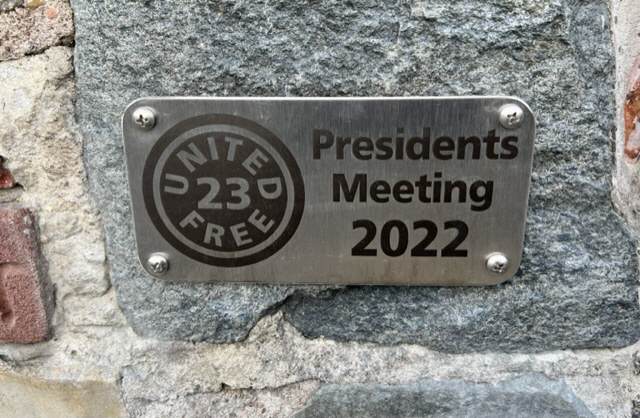 UNITED
23
FREE
Presidents
Meeting
2022